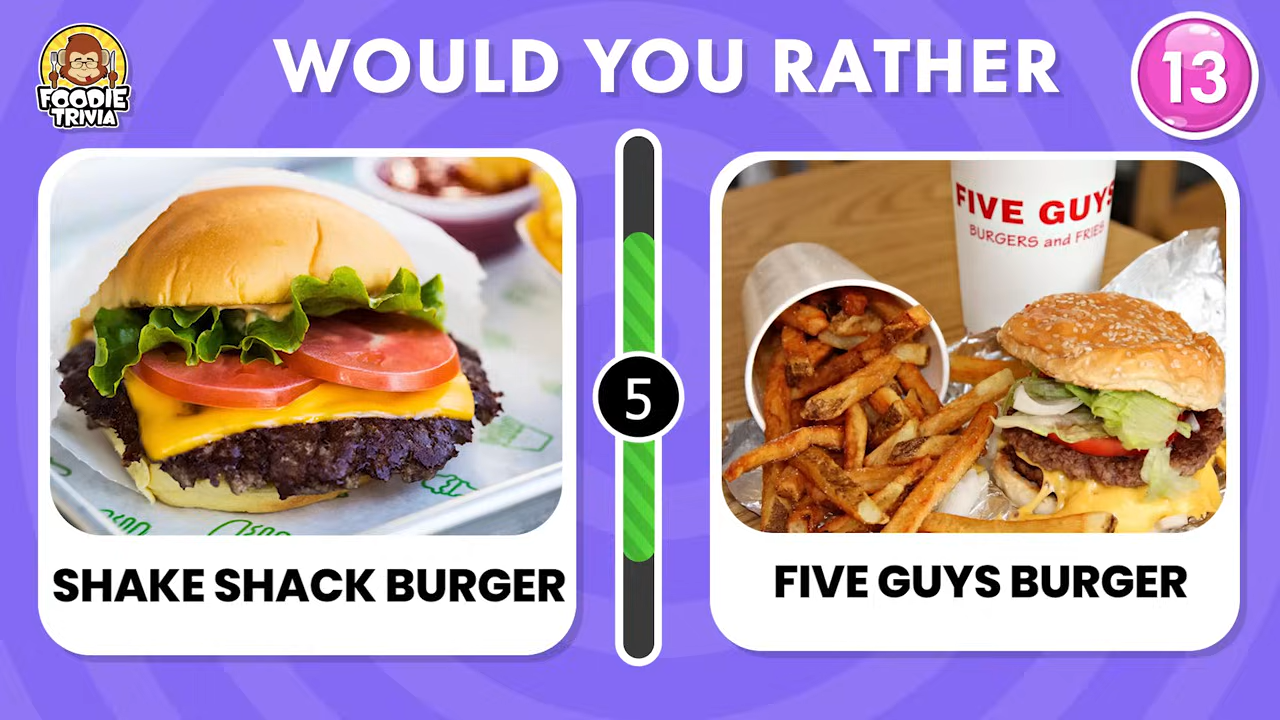 FOODIE
TRIVIA
WOULD YOU RATHER
13
5
FIVE GUYS
BURGERS and FRIES
SHAKE SHACK BURGER
FIVE GUYS BURGER